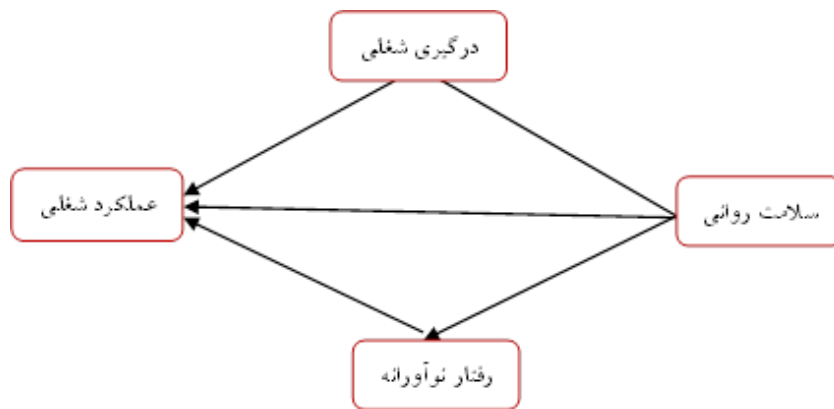 درگیری شغلی
سلامت روانی
عملکرد شغلی
رفتار نوآورانه